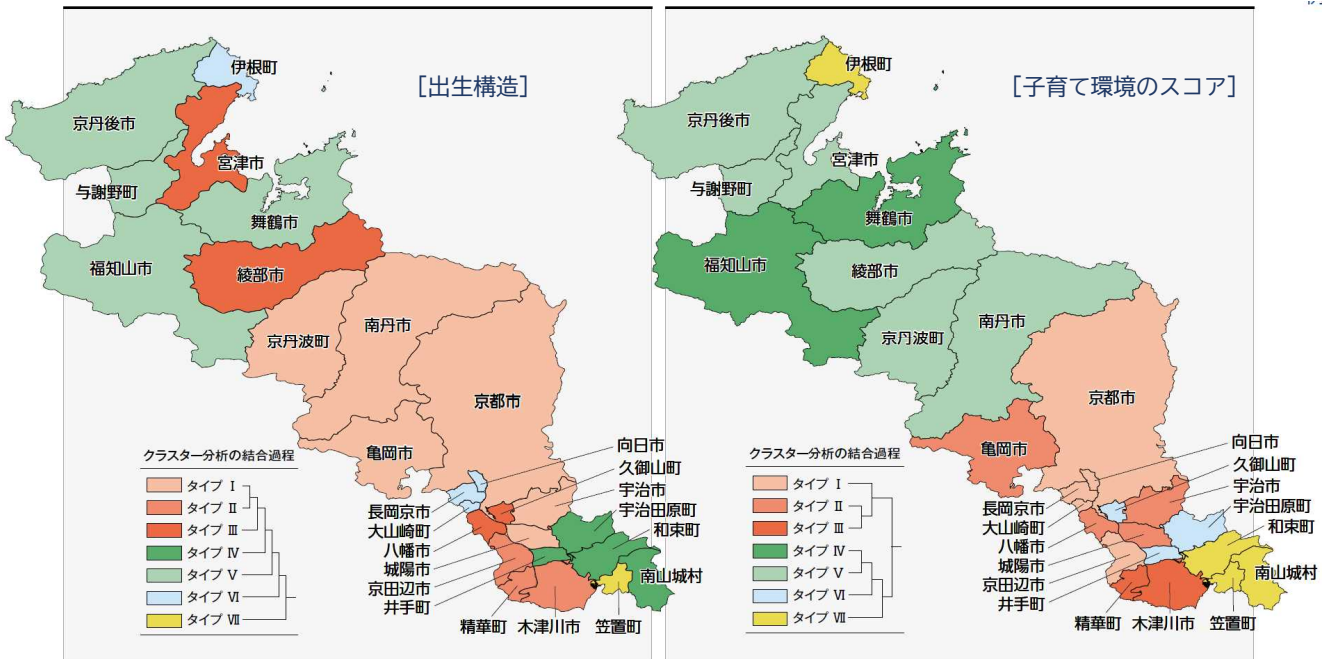 [出生構造]
伊根町
京丹後市
宮津市
与謝野町
舞鶴市
福知山市
綾部市
南丹市
京丹波町
京都市
亀岡市
向日市
久御山町
宇治市
宇治田原町
和束町
長岡京市
大山崎町
八幡市
城陽市
京田辺市
井手町
南山城村
精華町
木津川市
笠置町
クラスター分析の結合過程
タイプ Ⅰ
タイプ Ⅱ
タイプ Ⅲ
タイプ Ⅳ
タイプ Ⅴ
タイプ Ⅵ
タイプ Ⅶ
[子育て環境のスコア]
伊根町
京丹後市
宮津市
与謝野町
舞鶴市
福知山市
綾部市
南丹市
京丹波町
京都市
亀岡市
向日市
久御山町
宇治市
宇治田原町
和束町
長岡京市
大山崎町
八幡市
城陽市
京田辺市
井手町
南山城村
精華町
木津川市
笠置町
クラスター分析の結合過程
タイプ Ⅰ
タイプ Ⅱ
タイプ Ⅲ
タイプ Ⅳ
タイプ Ⅴ
タイプ Ⅵ
タイプ Ⅶ